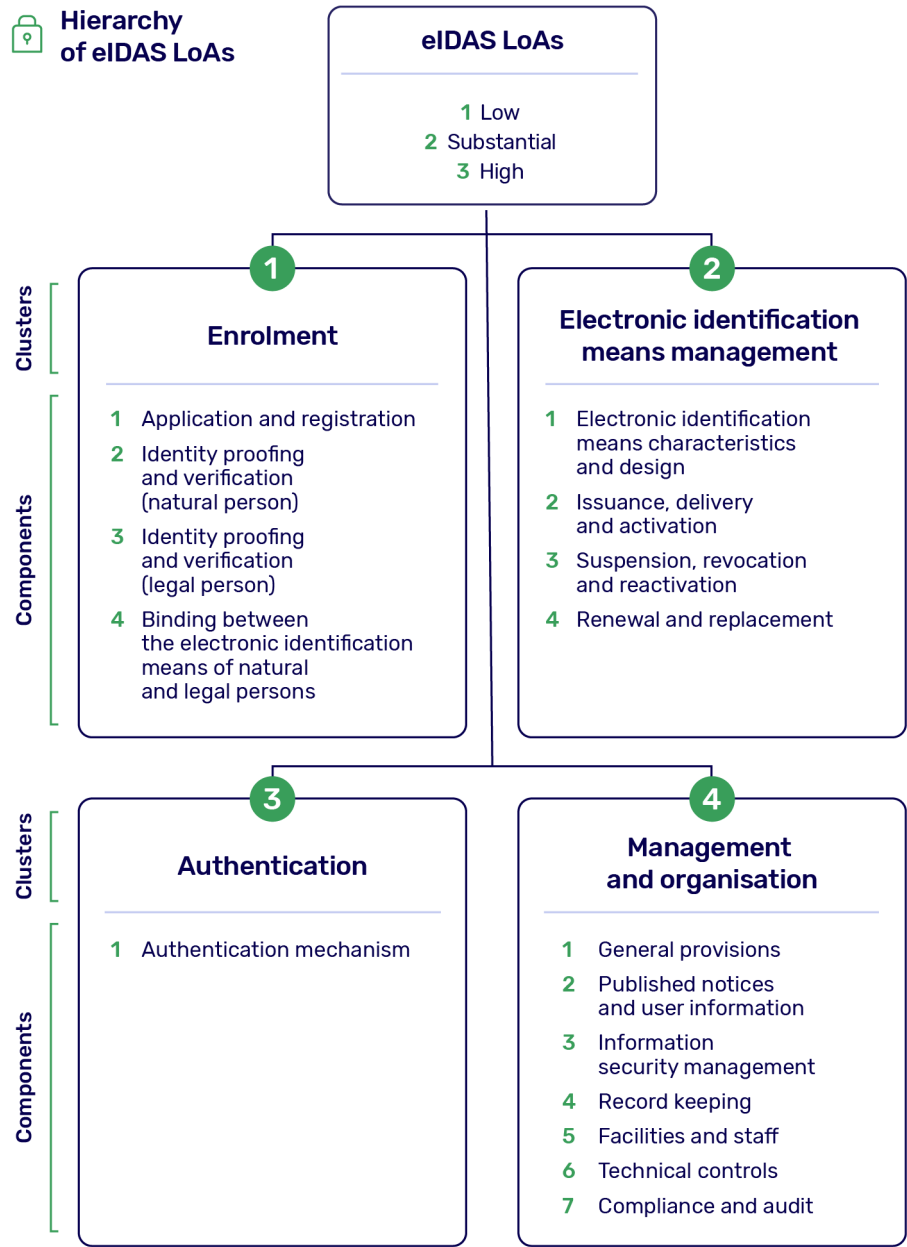 Hierarchy
of eIDAS LoAs
eIDAS LoAs
1 Low
2 Substantial
3 High
1
Clusters
Enrolment
Components
1 Application and registration
2 Identity proofing
and verification
(natural person)
3 Identity proofing
and verification
(legal person)
4 Binding between
the electronic identification
means of natural
and legal persons
2
Electronic identification
means management
1 Electronic identification
means characteristics
and design
2 Issuance, delivery
and activation
3 Suspension, revocation
and reactivation
4 Renewal and replacement
3
Clusters
Authentication
Components
1 Authentication mechanism
4
Management
and organisation
1 General provisions
2 Published notices
and user information
3 Information
security management
4 Record keeping
5 Facilities and staff
6 Technical controls
7 Compliance and audit